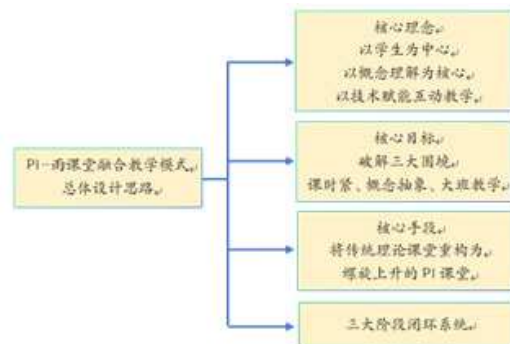 PI-雨课堂融合教学模式
总体设计思路
核心理念
以学生为中心
以概念理解为核心
以技术赋能互动教学
核心目标
破解三大困境
课时紧、概念抽象、大班教学
核心手段
将传统理论课堂重构为
螺旋上升的 PI 课堂
三大阶段闭环系统